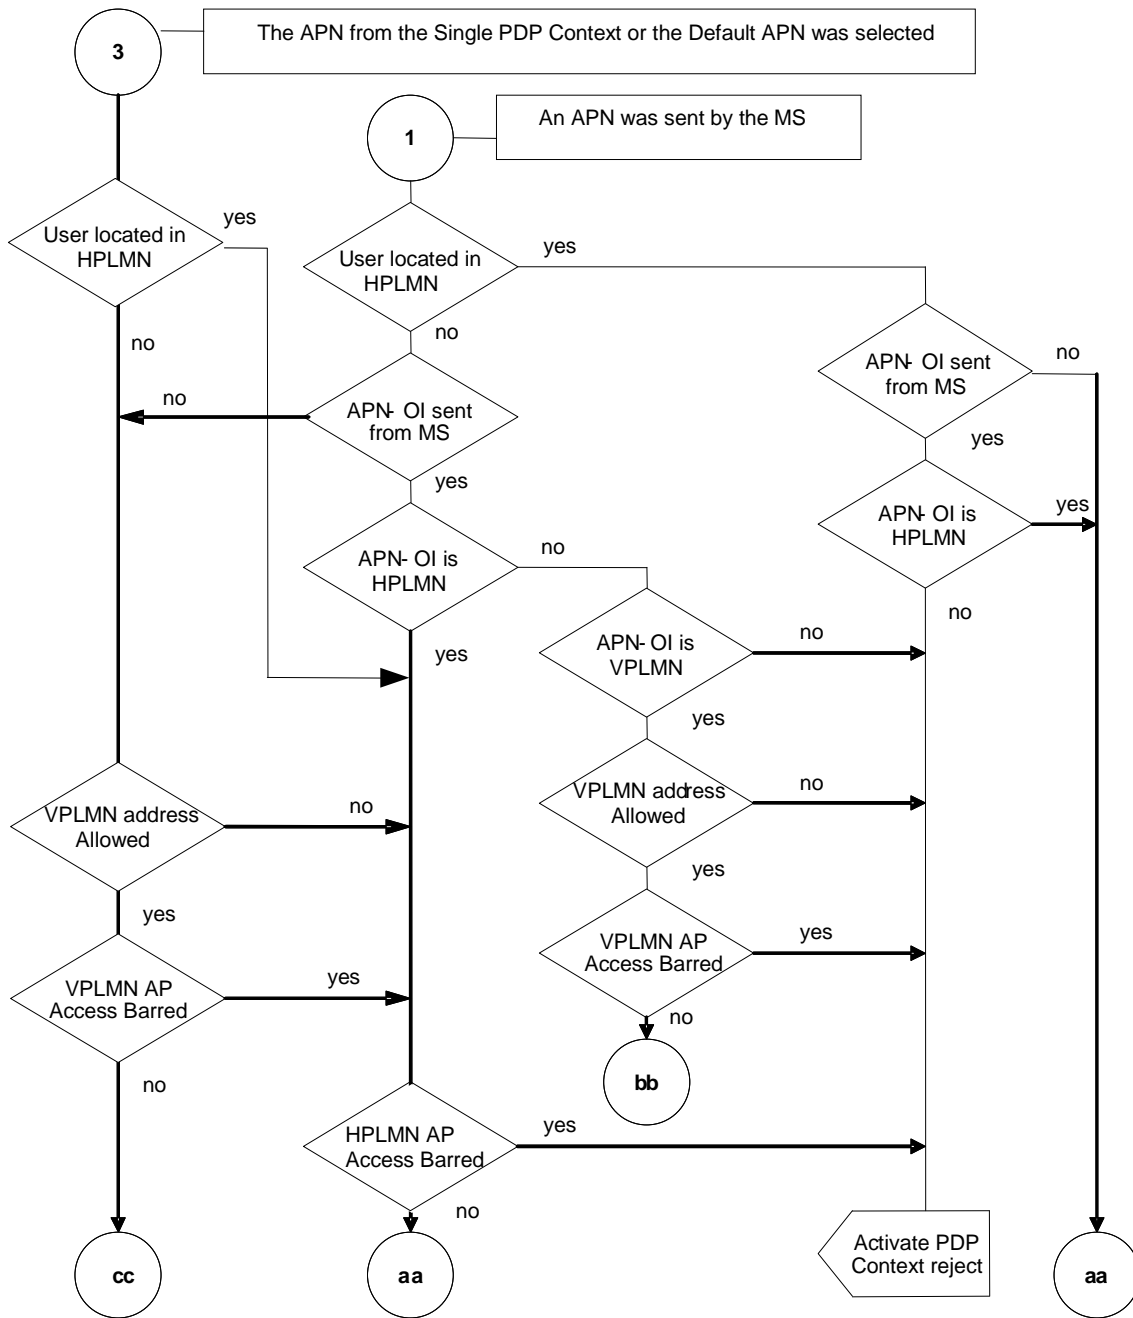 3
The APN from the Single PDP Context or the Default APN was selected
1
An APN was sent by the MS
User located in
HPLMN
yes
no
User located in
HPLMN
yes
no
APN- OI sent
from MS
no
yes
APN- OI sent
from MS
no
yes
APN- OI is
HPLMN
yes
no
APN- OI is
HPLMN
no
yes
APN- OI is
VPLMN
no
yes
VPLMN address
Allowed
no
yes
VPLMN address
Allowed
no
yes
VPLMN AP
Access Barred
yes
no
VPLMN AP
Access Barred
yes
no
bb
HPLMN AP
Access Barred
yes
no
cc
aa
Activate PDP
Context reject
aa